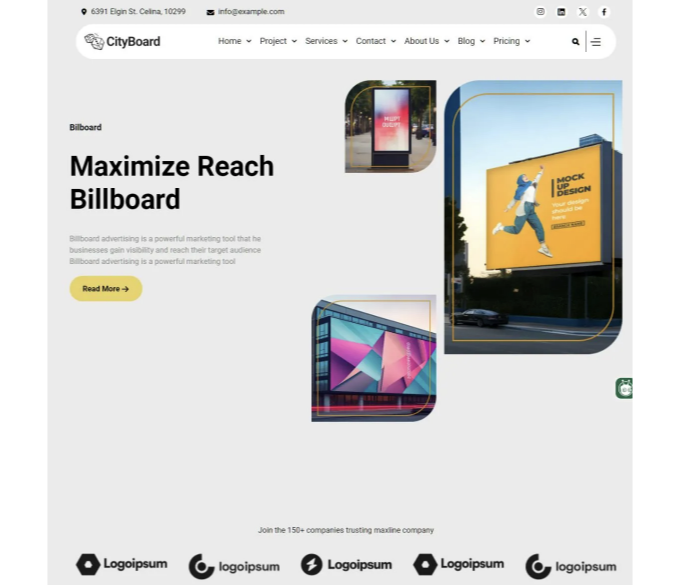 6391 Elgin St. Celina, 10299
info@example.com
CityBoard
Home
Project
Services
Contact
About Us
Blog
Pricing
Bilboard
Maximize Reach
Billboard
Billboard advertising is a powerful marketing tool that he
businesses gain visibility and reach their target audience
Billboard advertising is a powerful marketing tool
Read More
MOCK
UP
DESIGN
Your design
should be
here
Join the 150+ companies trusting maxline company
Logoipsum
logoipsum
Logoipsum
Logoipsum
logoipsum